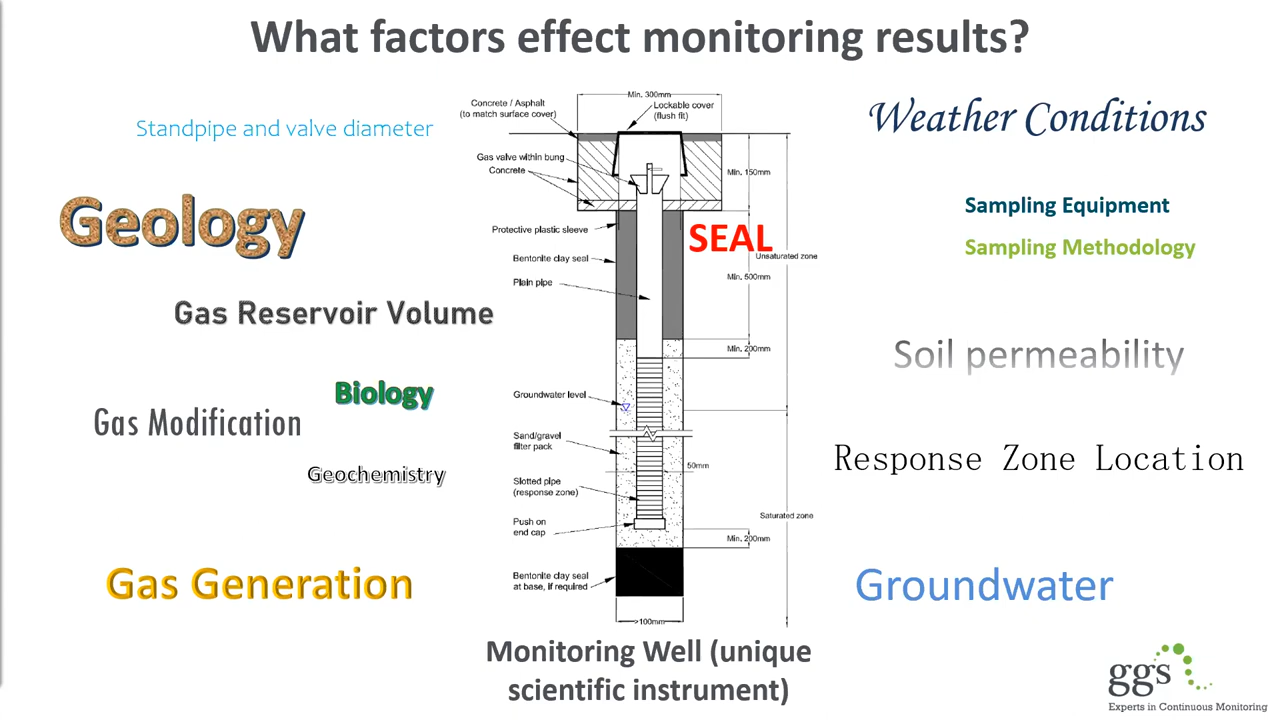 What factors effect monitoring results?
Standpipe and valve diameter
Geology
Gas Reservoir Volume
Biology
Gas Modification
Geochemistry
Gas Generation
Min. 300mm
Concrete / Asphalt
(to match surface cover)
Lockable cover
(flush fit)
Gas valve within bung
Concrete
Min. 150mm
Protective plastic sleeve
SEAL
Unsaturated zone
Bentonite clay seal
Min. 500mm
Plain pipe
Min. 200mm
Groundwater level
Sand/gravel
filter pack
50mm
Slotted pipe
(response zone)
Saturated zone
Push on
end cap
Min. 200mm
Bentonite clay seal
at base, if required
>100mm
Monitoring Well (unique
scientific instrument)
Weather Conditions
Sampling Equipment
Sampling Methodology
Soil permeability
Response Zone Location
Groundwater
ggs
Experts in Continuous Monitoring